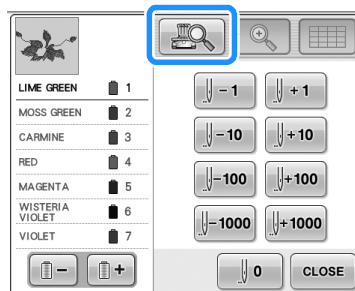 LIME GREEN 1
MOSS GREEN 2
CARMINE 3
RED 4
MAGENTA 5
WISTERIA
VIOLET 6
VIOLET 7
- +
-1 +1
-10 +10
-100 +100
-1000 +1000
0 CLOSE